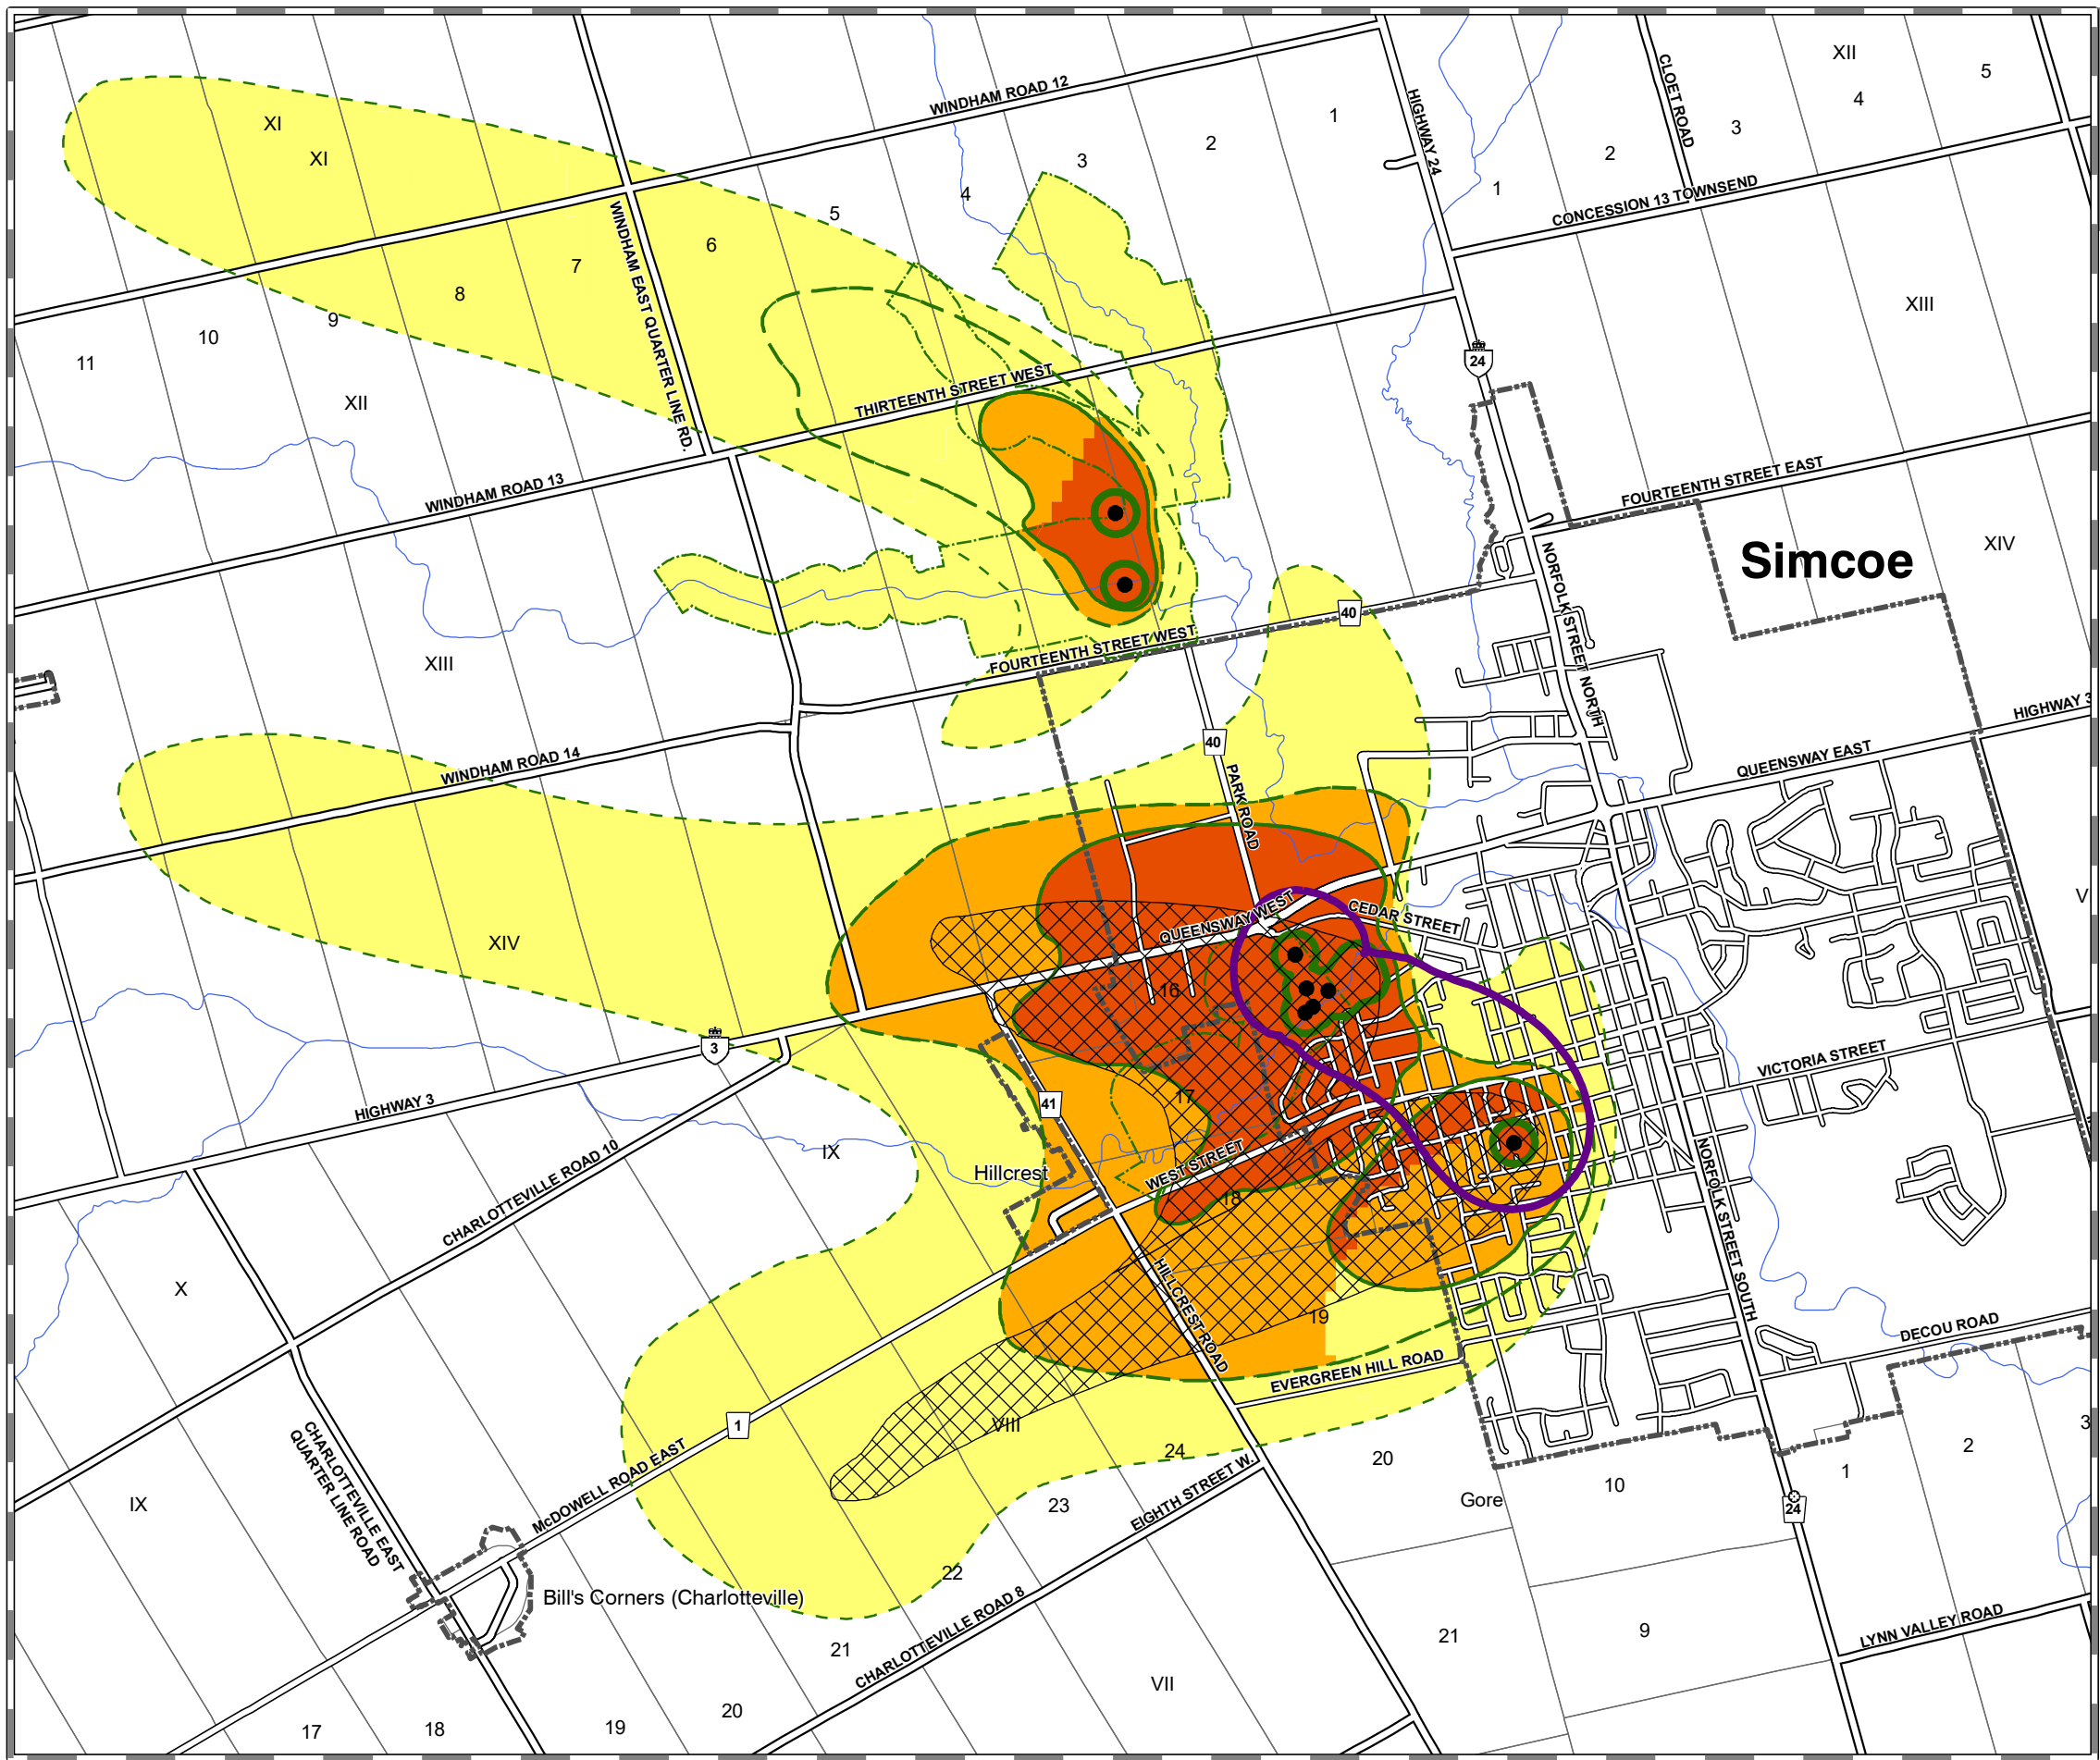 XII
5
CLOET ROAD
4
XI
WINDHAM ROAD 12
HIGHWAY 24
1
3
XI
2
3
2
4
1
CONCESSION 13 TOWNSEND
5
6
7
8
WINDHAM EAST QUARTER LINE RD.
XIII
9
10
11
24
THIRTEENTH STREET WEST
XII
FOURTEENTH STREET EAST
WINDHAM ROAD 13
XIV
Simcoe
NORFOLK STREET NORTH
40
FOURTEENTH STREET WEST
XIII
HIGHWAY 3
40
QUEENSWAY EAST
WINDHAM ROAD 14
PARK ROAD
V
QUEENSWAY WEST
CEDAR STREET
XIV
16
3
VICTORIA STREET
41
17
HIGHWAY 3
CHARLOTTEVILLE ROAD 10
IX
Hillcrest
WEST STREET
18
NORFOLK STREET SOUTH
X
HILLCREST ROAD
19
DECOU ROAD
EVERGREEN HILL ROAD
1
VIII
CHARLOTTEVILLE EAST
QUARTER LINE ROAD
McDOWELL ROAD EAST
24
20
2
3
1
10
IX
23
Gore
EIGHTH STREET W.
24
22
Bill's Corners (Charlotteville)
CHARLOTTEVILLE ROAD 8
21
21
9
LYNN VALLEY ROAD
VII
20
19
18
17